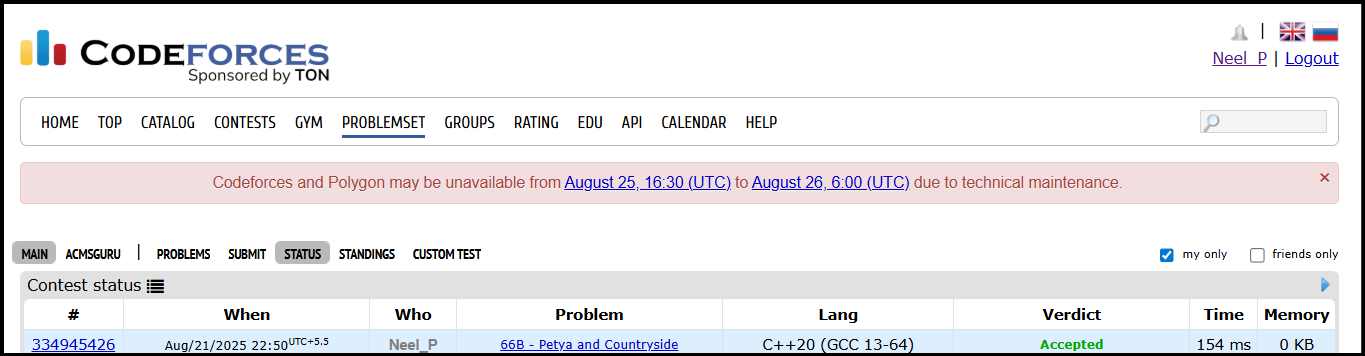 CODEFORCES
Sponsored by TON
|
Neel_P | Logout
HOME TOP CATALOG CONTESTS GYM PROBLEMSET GROUPS RATING EDU API CALENDAR HELP
Codeforces and Polygon may be unavailable from August 25, 16:30 (UTC) to August 26, 6:00 (UTC) due to technical maintenance. ×
MAIN ACMSGURU | PROBLEMS SUBMIT STATUS STANDINGS CUSTOM TEST my only friends only
Contest status
# When Who Problem Lang Verdict Time Memory
334945426 Aug/21/2025 22:50UTC+5.5 Neel_P 66B - Petya and Countryside C++20 (GCC 13-64) Accepted 154 ms 0 KB